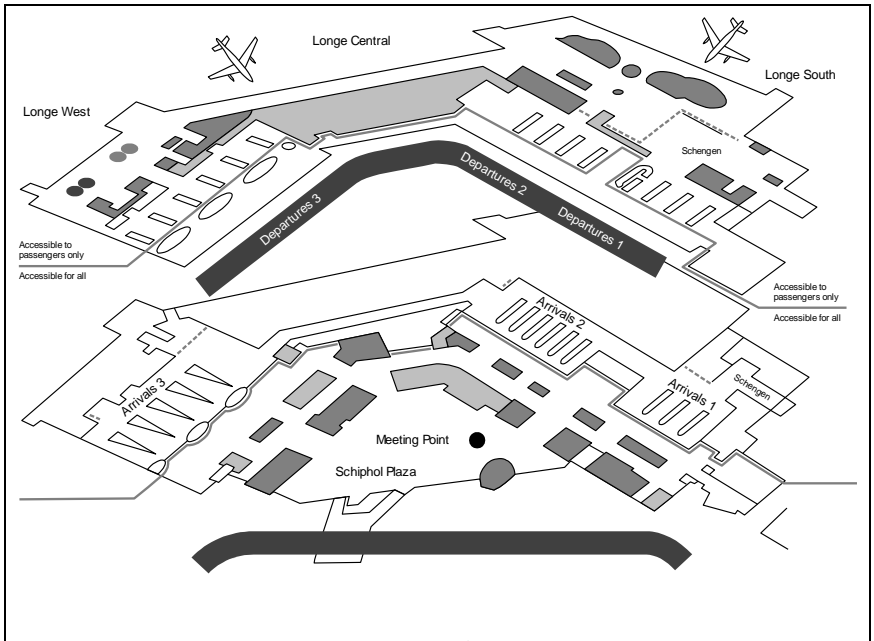 Longe Central
Longe South
Longe West
Schengen
Departures 2
Departures 3
Departures 1
Accessible to
passengers only
Accessible for all
Accessible to
passengers only
Accessible for all
Arrivals 2
Arrivals 3
Arrivals 1
Schengen
Meeting Point
Schiphol Plaza